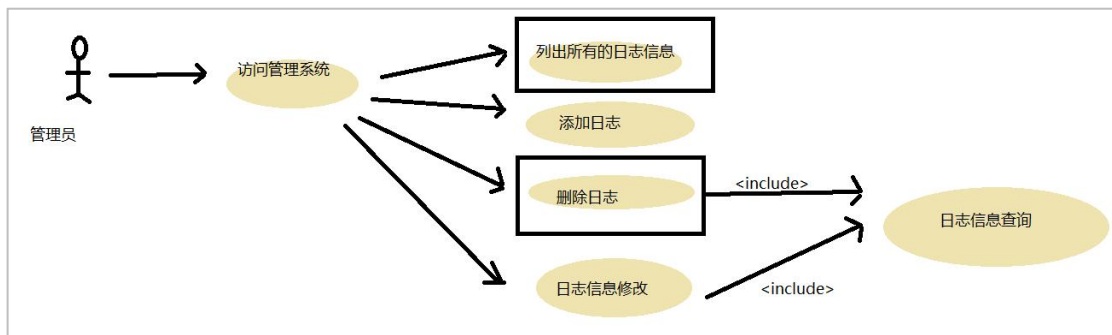 管理员
访问管理系统
列出所有的日志信息
添加日志
删除日志
<include>
日志信息查询
日志信息修改
<include>